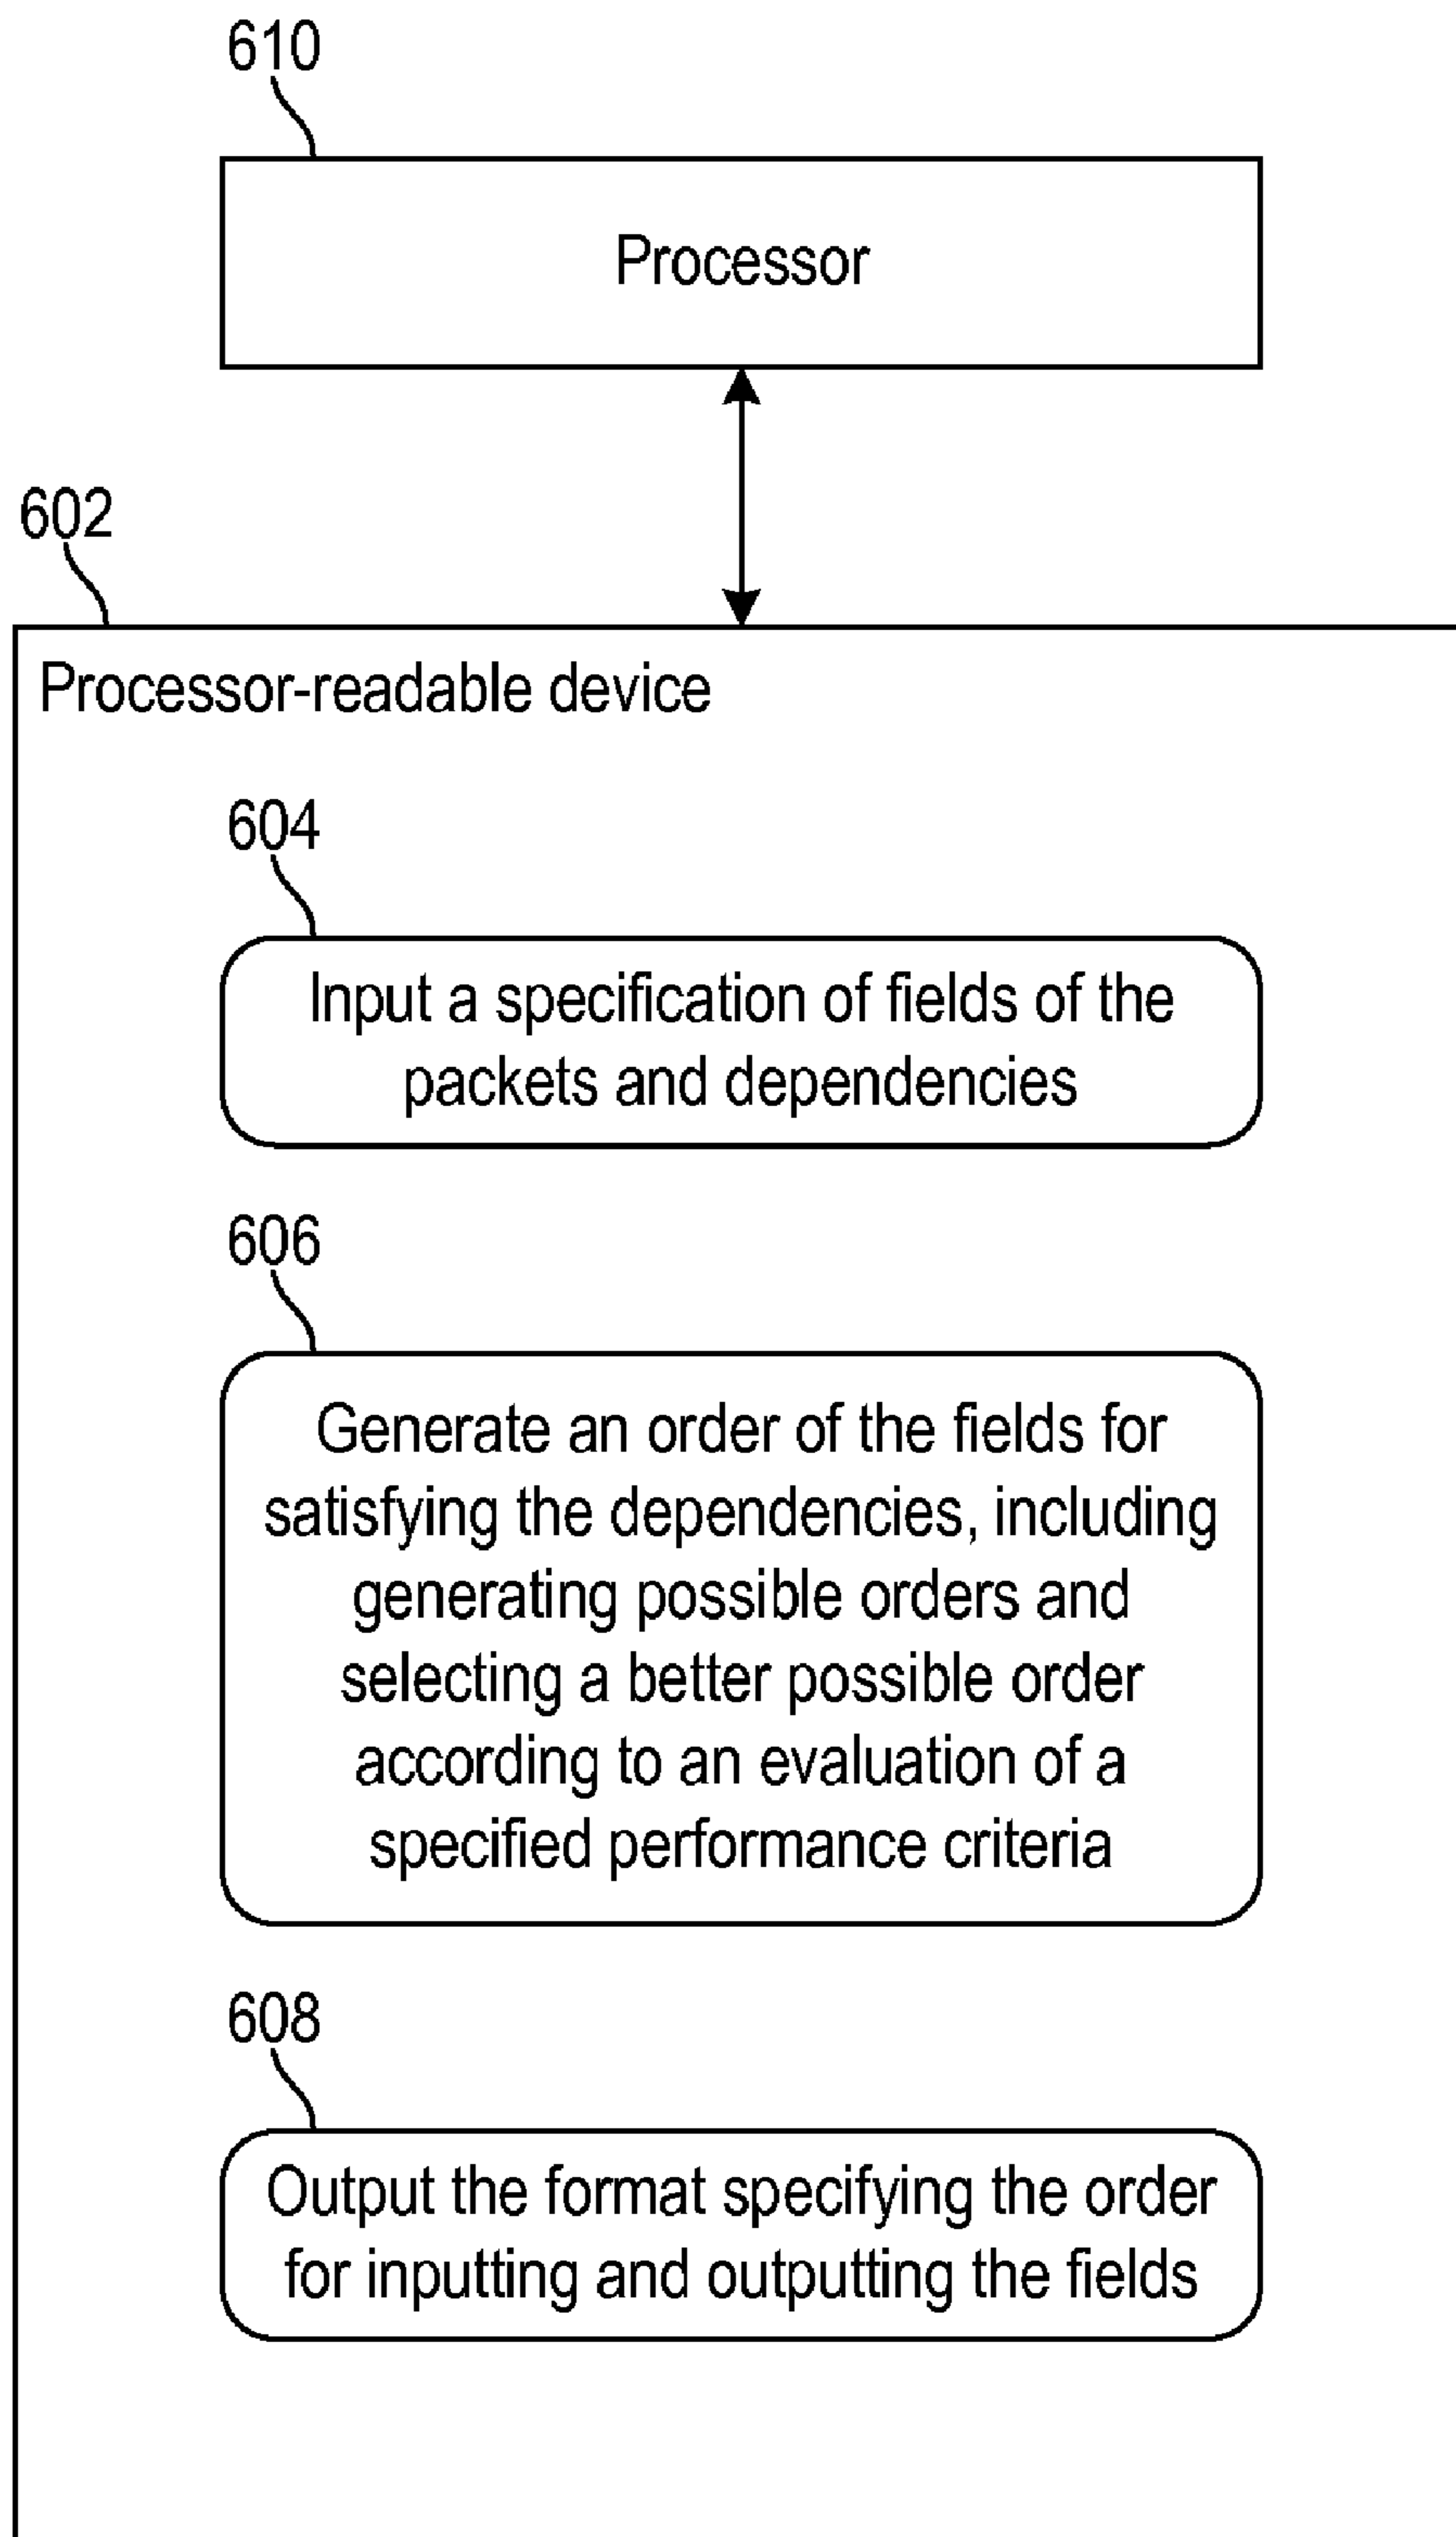 610
Processor
602
Processor-readable device
604
Input a specification of fields of the
packets and dependencies
606
Generate an order of the fields for
satisfying the dependencies, including
generating possible orders and
selecting a better possible order
according to an evaluation of a
specified performance criteria
608
Output the format specifying the order
for inputting and outputting the fields